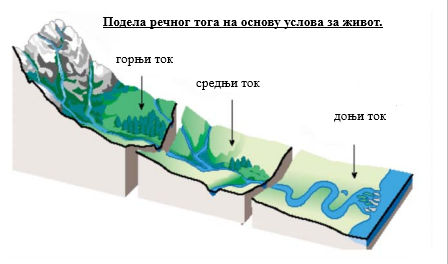 Подела речног тога на основу услова за живот.
горњи ток
средњи ток
доњи ток